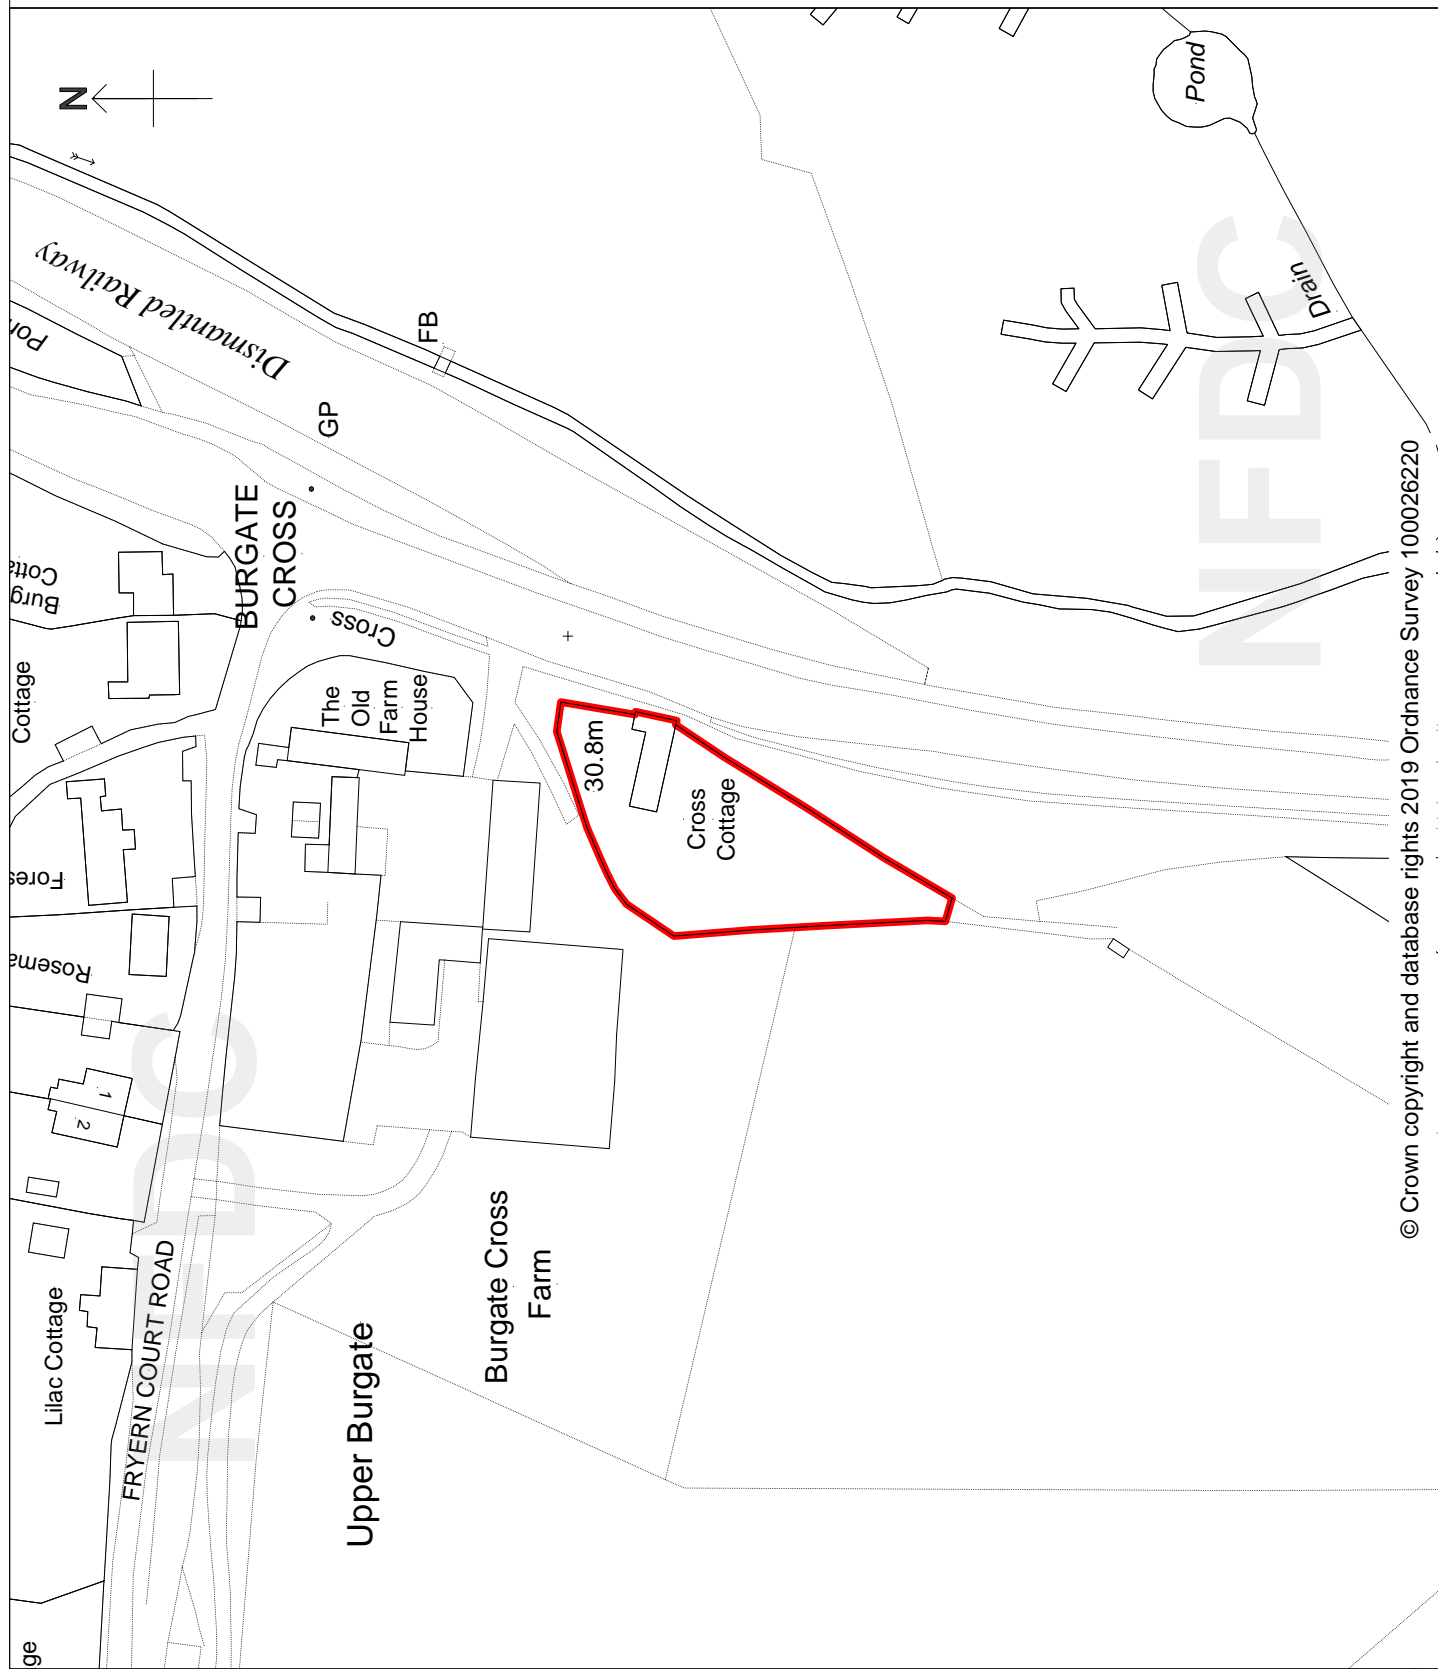 N
Pond
Dismantled Railway
FB
GP
Drain
BURGATE
CROSS
Cross
Cottage
The
Old
Farm
House
30.8m
Cross
Cottage
1
2
Lilac Cottage
FRYERN COURT ROAD
Upper Burgate
Burgate Cross
Farm
NFDC
NFDC
© Crown copyright and database rights 2019 Ordnance Survey 100026220